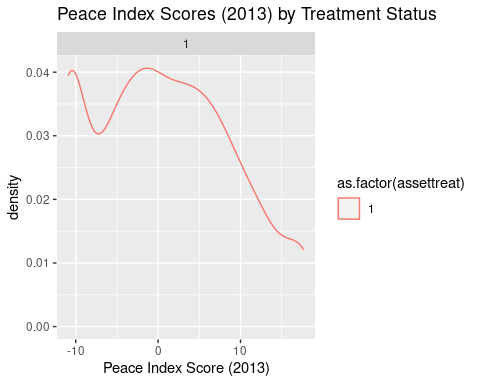 Peace Index Scores (2013) by Treatment Status
1
0.04
0.03
0.02
0.01
0.00
density
-10 0 10
Peace Index Score (2013)
as.factor(assettreat)
1